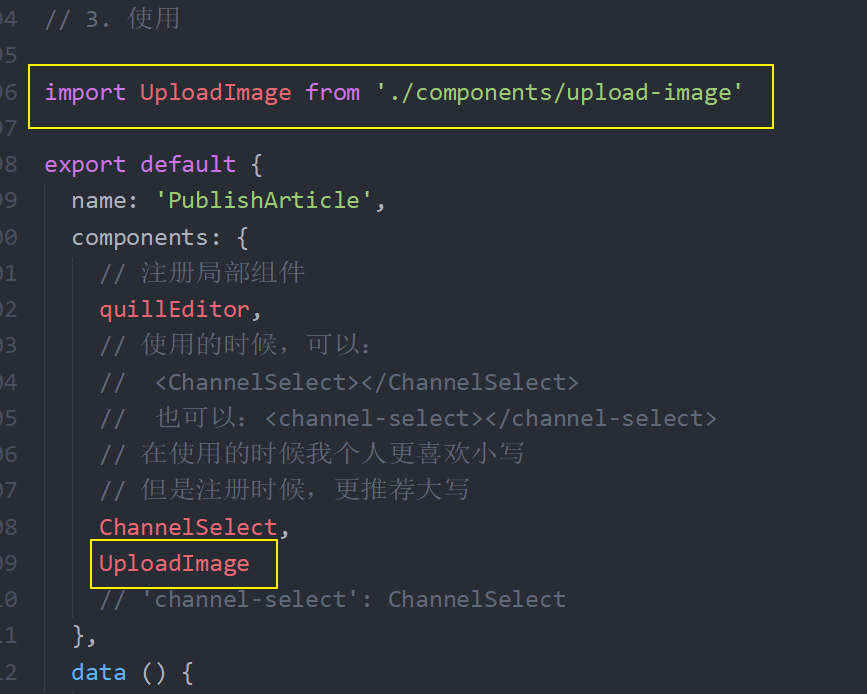 04 // 3. 使用
05
06 import UploadImage from './components/upload-image'
07
08 export default {
09 name: 'PublishArticle',
00 components: {
01 // 注册局部组件
02 quillEditor,
03 // 使用的时候，可以：
04 // <ChannelSelect></ChannelSelect>
05 // 也可以：<channel-select></channel-select>
06 // 在使用的时候我个人更喜欢小写
07 // 但是注册时候，更推荐大写
08 ChannelSelect,
09 UploadImage
10 // 'channel-select': ChannelSelect
11 },
12 data () {